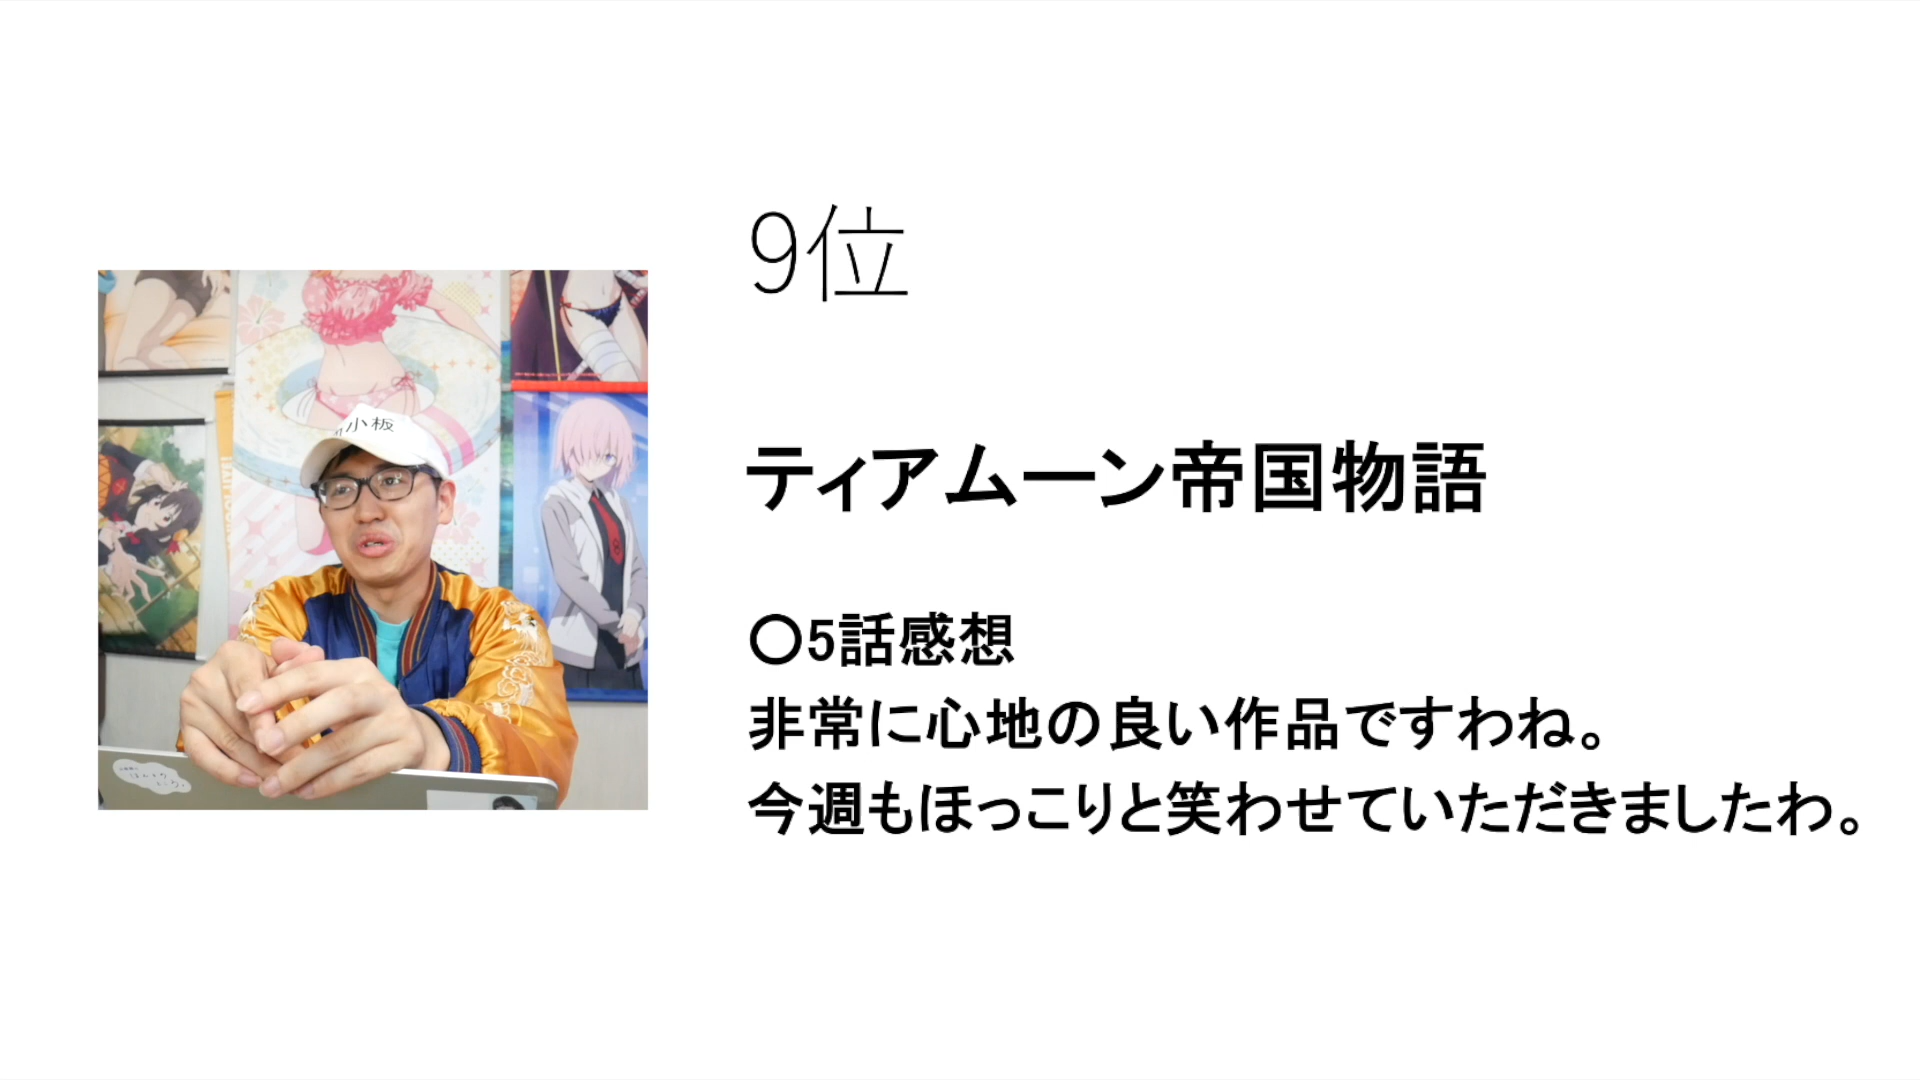 9位
ティアムーン帝国物語
〇5話感想
非常に心地の良い作品ですわね。
今週もほっこりと笑わせていただきましたわ。
小板